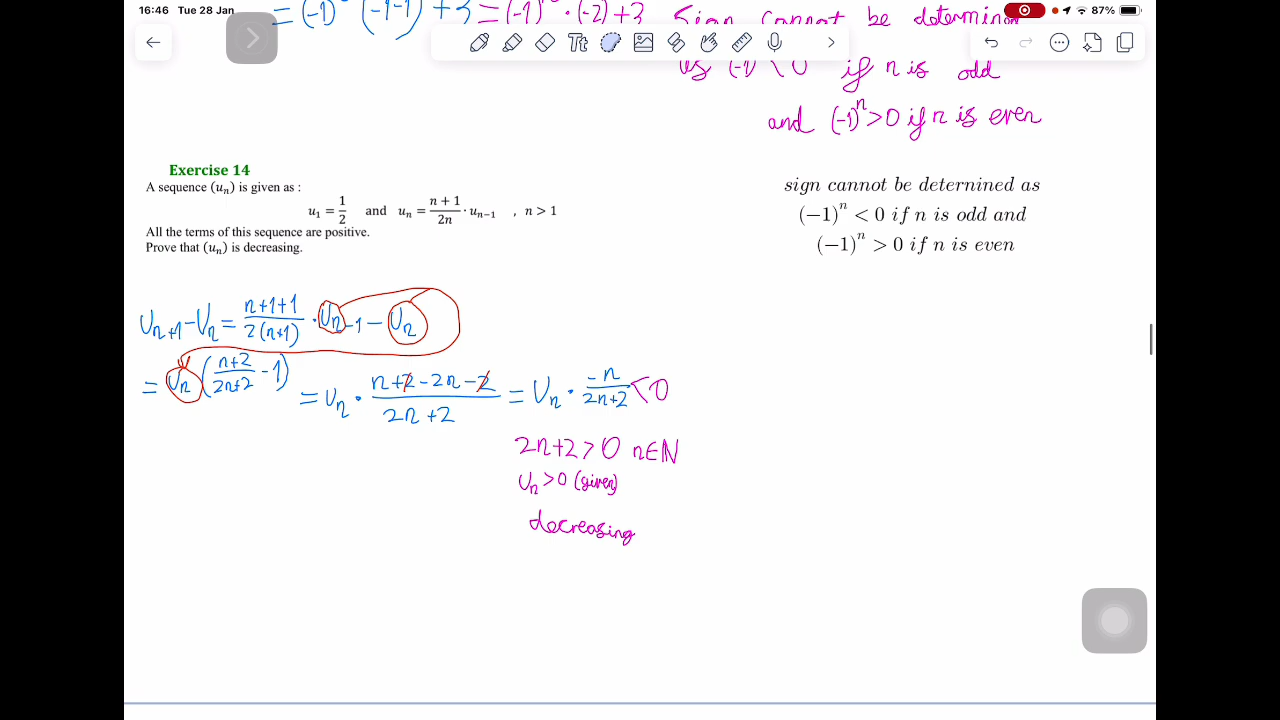 16:46 Tue 28 Jan 87%
= (-1) (-1-1) + 3 = (-1) · (-2) + 3 Sign cannot be determin
Tt
(-1) < 0 if n is odd
and (-1)^n > 0 if n is even
Exercise 14
A sequence (u_n) is given as :
u_1 = 1/2 and u_n = (n + 1)/(2n) · u_{n-1} , n > 1
All the terms of this sequence are positive.
Prove that (u_n) is decreasing.
sign cannot be deternined as
(−1)^n < 0 if n is odd and
(−1)^n > 0 if n is even
U_{n+1} - U_n = (n+1+1)/(2(n+1)) · U_n -1 - U_n
= U_n ((n+2)/(2n+2) - 1) = U_n · (n+2-2n-2)/(2n+2) = U_n · (-n)/(2n+2) < 0
2n+2 > 0 n∈ℕ
U_n > 0 (given)
decreasing